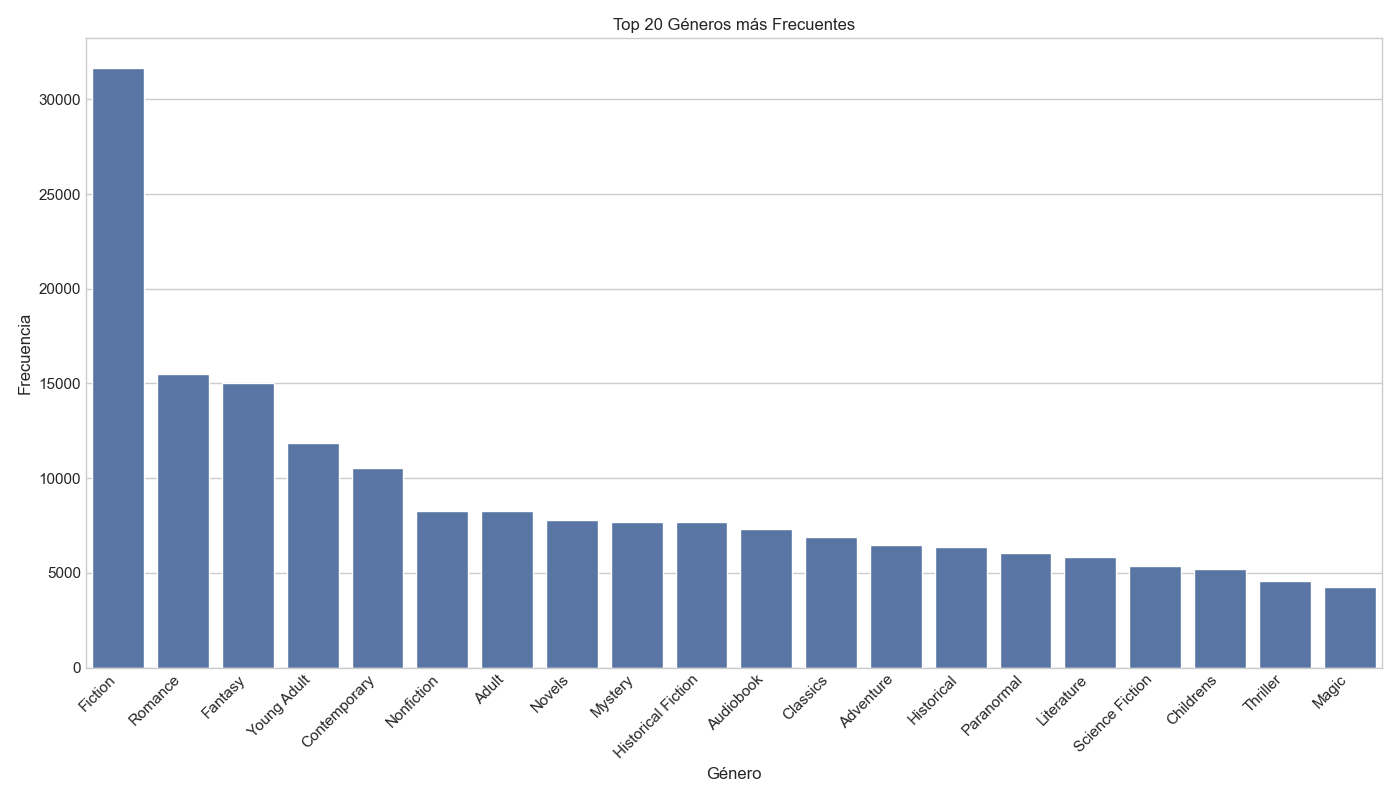 Top 20 Géneros más Frecuentes
Frecuencia
30000
25000
20000
15000
10000
5000
0
Fiction
Romance
Fantasy
Young Adult
Contemporary
Nonfiction
Adult
Novels
Mystery
Historical Fiction
Audiobook
Classics
Adventure
Historical
Paranormal
Literature
Science Fiction
Childrens
Thriller
Magic
Género